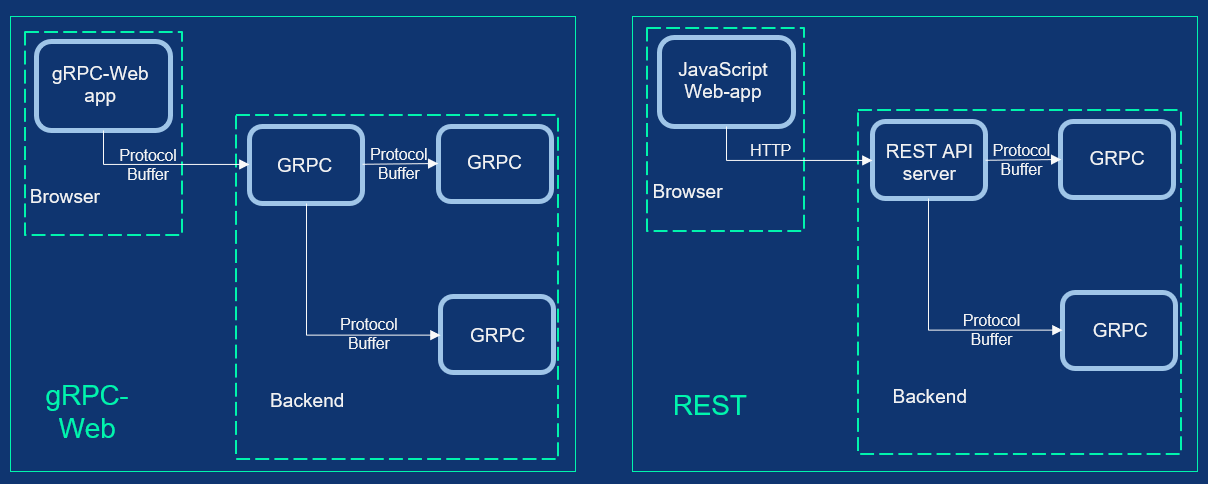 gRPC-Web
app
Protocol
Buffer
Browser
GRPC
Protocol
Buffer
GRPC
Protocol
Buffer
GRPC
Backend
gRPC-
Web
JavaScript
Web-app
HTTP
Browser
REST API
server
Protocol
Buffer
GRPC
Protocol
Buffer
GRPC
Backend
REST